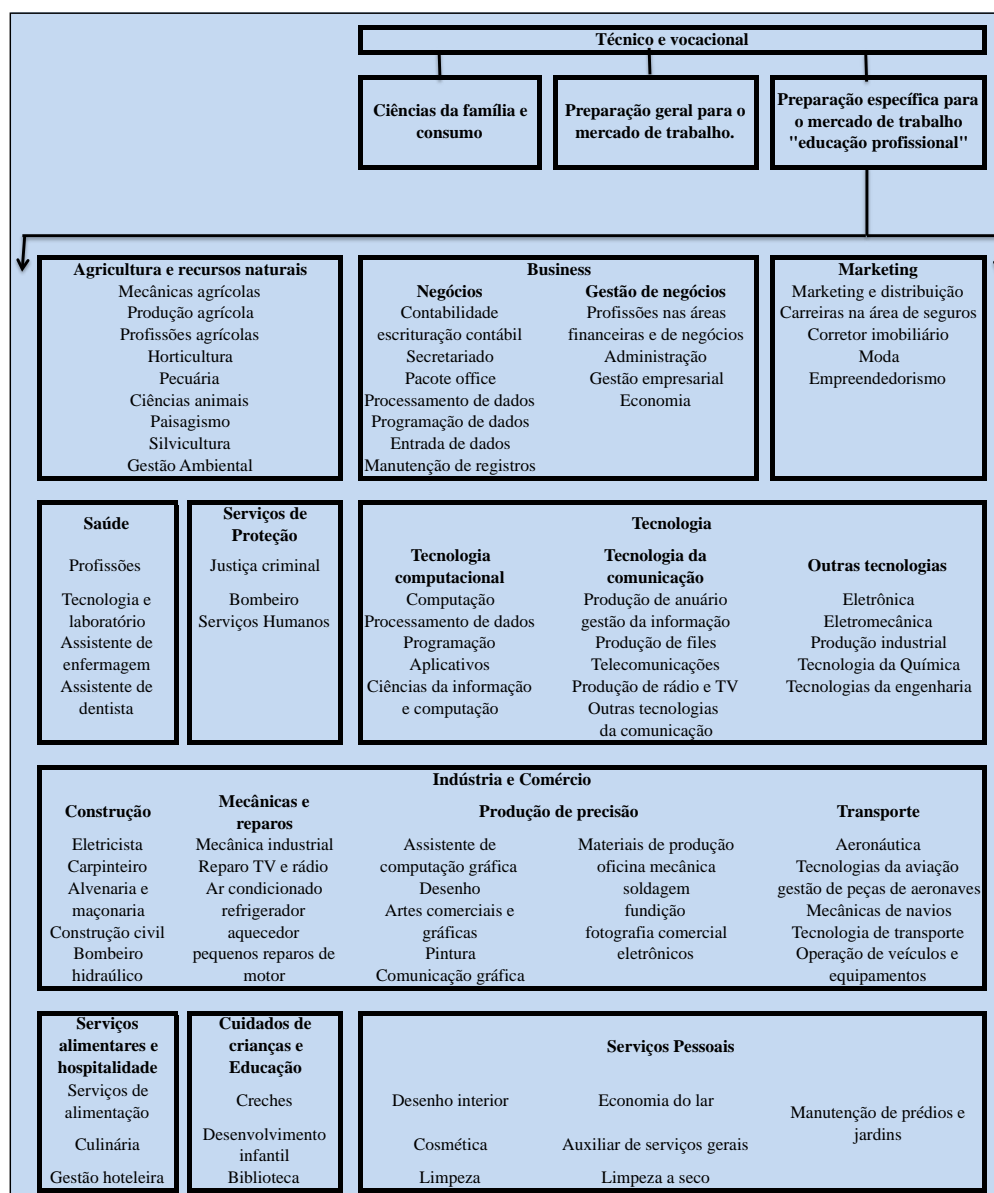 Técnico e vocacional
Ciências da família e
consumo
Preparação geral para o
mercado de trabalho.
Preparação específica para
o mercado de trabalho
"educação profissional"
Agricultura e recursos naturais
Mecânicas agrícolas
Produção agrícola
Profissões agrícolas
Horticultura
Pecuária
Ciências animais
Paisagismo
Silvicultura
Gestão Ambiental
Business
Negócios
Contabilidade
escrituração contábil
Secretariado
Pacote office
Processamento de dados
Programação de dados
Entrada de dados
Manutenção de registros
Gestão de negócios
Profissões nas áreas
financeiras e de negócios
Administração
Gestão empresarial
Economia
Marketing
Marketing e distribuição
Carreiras na área de seguros
Corretor imobiliário
Moda
Empreendedorismo
Saúde
Profissões
Tecnologia e
laboratório
Assistente de
enfermagem
Assistente de
dentista
Serviços de
Proteção
Justiça criminal
Bombeiro
Serviços Humanos
Tecnologia
Tecnologia
computacional
Computação
Processamento de dados
Programação
Aplicativos
Ciências da informação
e computação
Tecnologia da
comunicação
Produção de anuário
gestão da informação
Produção de files
Telecomunicações
Produção de rádio e TV
Outras tecnologias
da comunicação
Outras tecnologias
Eletrônica
Eletromecânica
Produção industrial
Tecnologia da Química
Tecnologias da engenharia
Indústria e Comércio
Construção
Eletricista
Carpinteiro
Alvenaria e
maçonaria
Construção civil
Bombeiro
hidraúlico
Mecânicas e
reparos
Mecânica industrial
Reparo TV e rádio
Ar condicionado
refrigerador
aquecedor
pequenos reparos de
motor
Produção de precisão
Assistente de
computação gráfica
Desenho
Artes comerciais e
gráficas
Pintura
Comunicação gráfica
Materiais de produção
oficina mecânica
soldagem
fundição
fotografia comercial
eletrônicos
Transporte
Aeronáutica
Tecnologias da aviação
gestão de peças de aeronaves
Mecânicas de navios
Tecnologia de transporte
Operação de veículos e
equipamentos
Serviços
alimentares e
hospitalidade
Serviços de
alimentação
Culinária
Gestão hoteleira
Cuidados de
crianças e
Educação
Creches
Desenvolvimento
infantil
Biblioteca
Serviços Pessoais
Desenho interior
Cosmética
Limpeza
Economia do lar
Auxiliar de serviços gerais
Limpeza a seco
Manutenção de prédios e
jardins